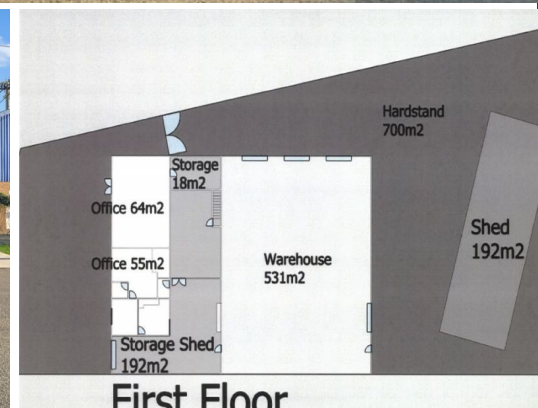 Hardstand
700m2
Storage
18m2
Office 64m2
Shed
192m2
Office 55m2
Warehouse
531m2
Storage Shed
192m2
First Floor